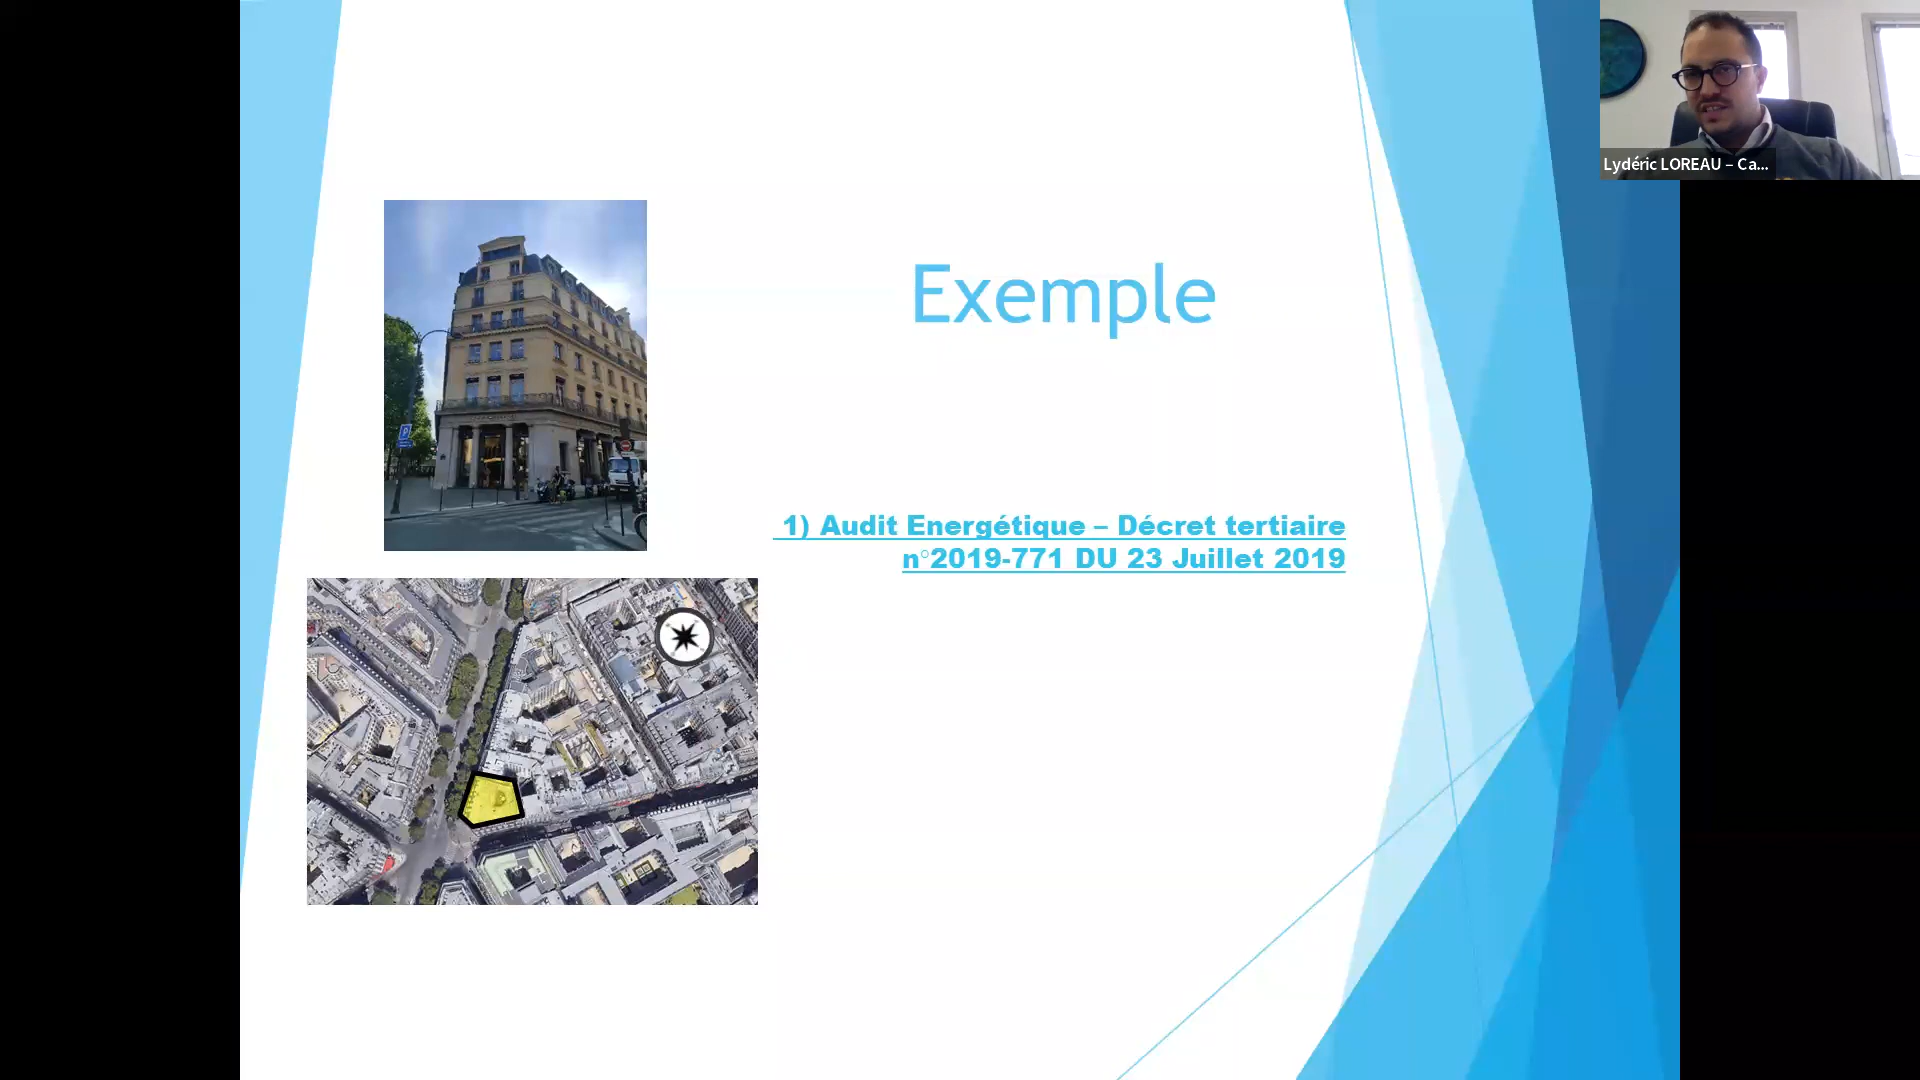 Lydéric LOREAU – Ca...
Exemple
1) Audit Energétique – Décret tertiaire
n°2019-771 DU 23 Juillet 2019
P